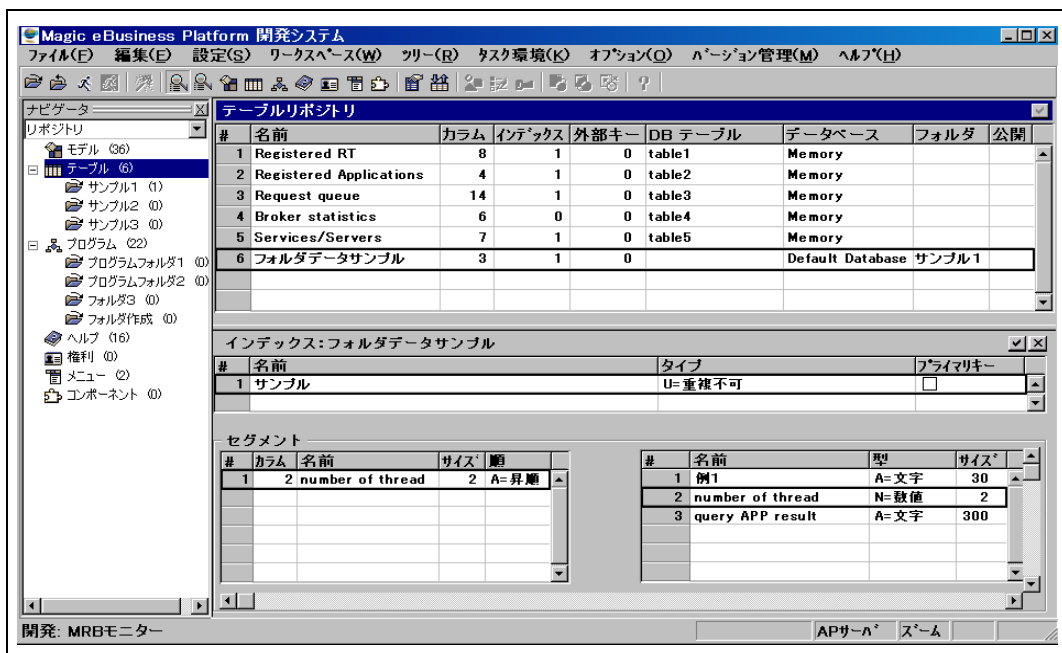 Magic eBusiness Platform 開発システム
ファイル(F) 編集(E) 設定(S) ワークスペース(W) ツリー(R) タスク環境(K) オプション(O) バージョン管理(M) ヘルプ(H)
ナビゲータ
リポジトリ
モデル (36)
テーブル (6)
サンプル1 (1)
サンプル2 (0)
サンプル3 (0)
プログラム (22)
プログラムフォルダ1 (0)
プログラムフォルダ2 (0)
フォルダ3 (0)
フォルダ作成 (0)
ヘルプ (16)
権利 (0)
メニュー (2)
コンポーネント (0)
テーブルリポジトリ
# 名前 カラム インデックス 外部キー DB テーブル データベース フォルダ 公開
1 Registered RT 8 1 0 table1 Memory
2 Registered Applications 4 1 0 table2 Memory
3 Request queue 14 1 0 table3 Memory
4 Broker statistics 6 0 0 table4 Memory
5 Services/Servers 7 1 0 table5 Memory
6 フォルダデータサンプル 3 1 0 Default Database サンプル1
インデックス:フォルダデータサンプル
# 名前 タイプ プライマリキー
1 サンプル U=重複不可
セグメント
# カラム 名前 サイズ 順
1 2 number of thread 2 A=昇順
# 名前 型 サイズ
1 例1 A=文字 30
2 number of thread N=数値 2
3 query APP result A=文字 300
開発: MRBモニター APサーバ ズーム